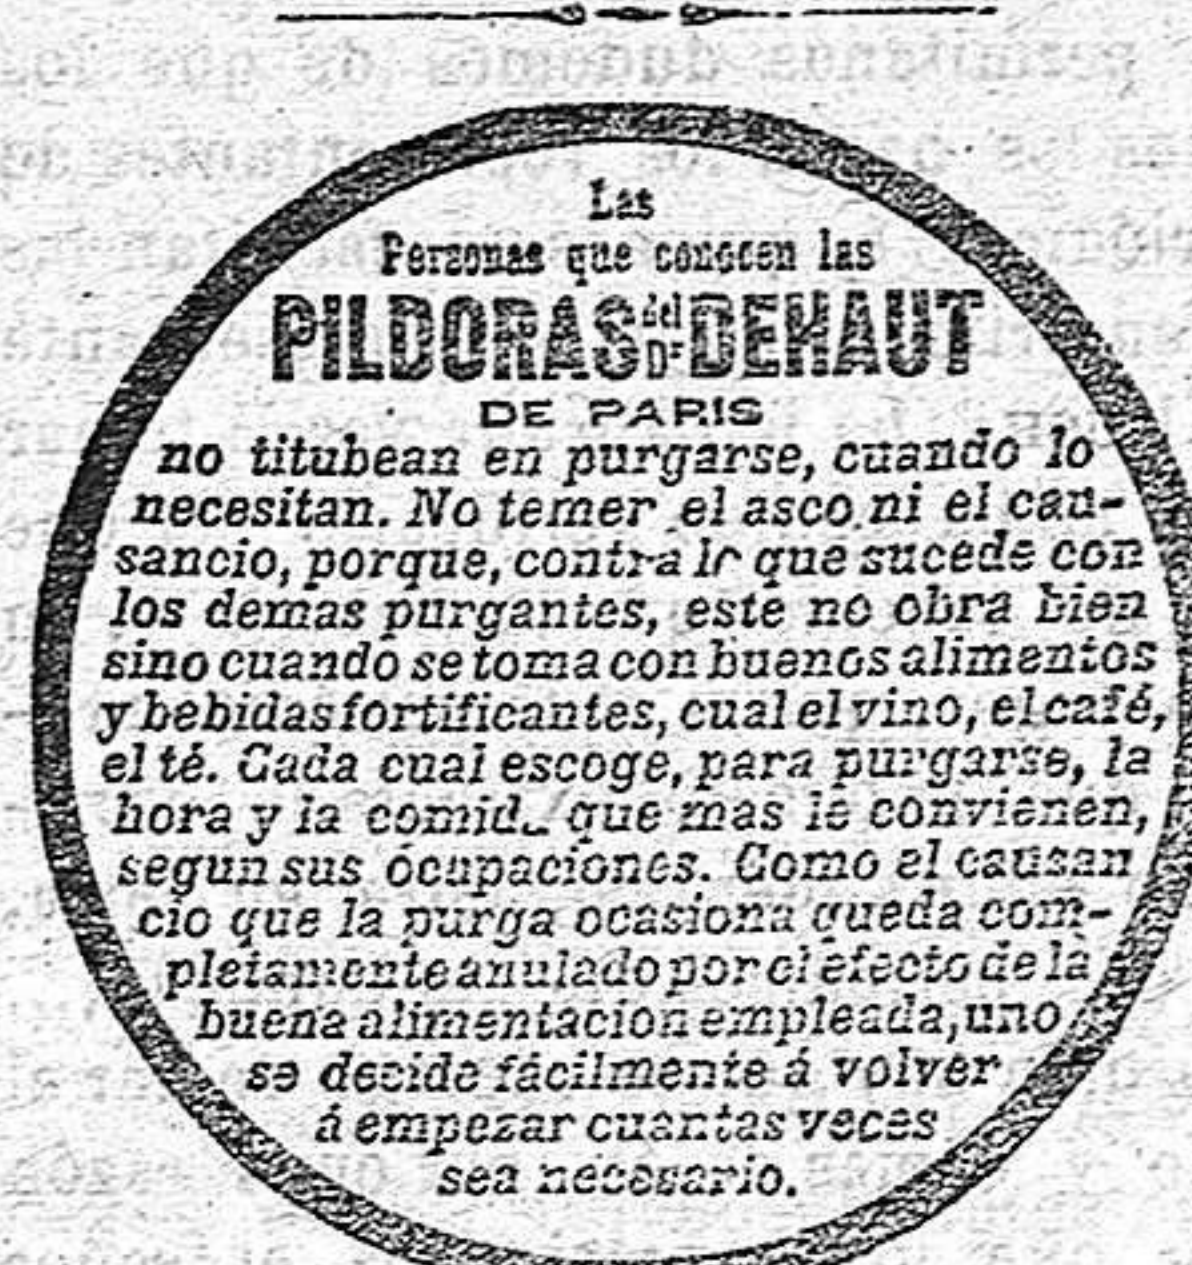 Las
Personas que conocen las
PILDORAS del Dr DEHAUT
DE PARIS
no titubean en purgarse, cuando lo
necesitan. No temer el asco ni el cau-
sancio, porque, contra lo que sucede con
los demas purgantes, este no obra bien
sino cuando se toma con buenos alimentos
y bebidas fortificantes, cual el vino, el café,
el té. Cada cual escoge, para purgarse, la
hora y la comid que mas le convienen,
segun sus ocupaciones. Como el causan
cio que la purga ocasiona queda com-
pletamente anulado por el efecto de la
buena alimentacion empleada, uno
se decide fácilmente á volver
á empezar cuantas veces
sea necesario.